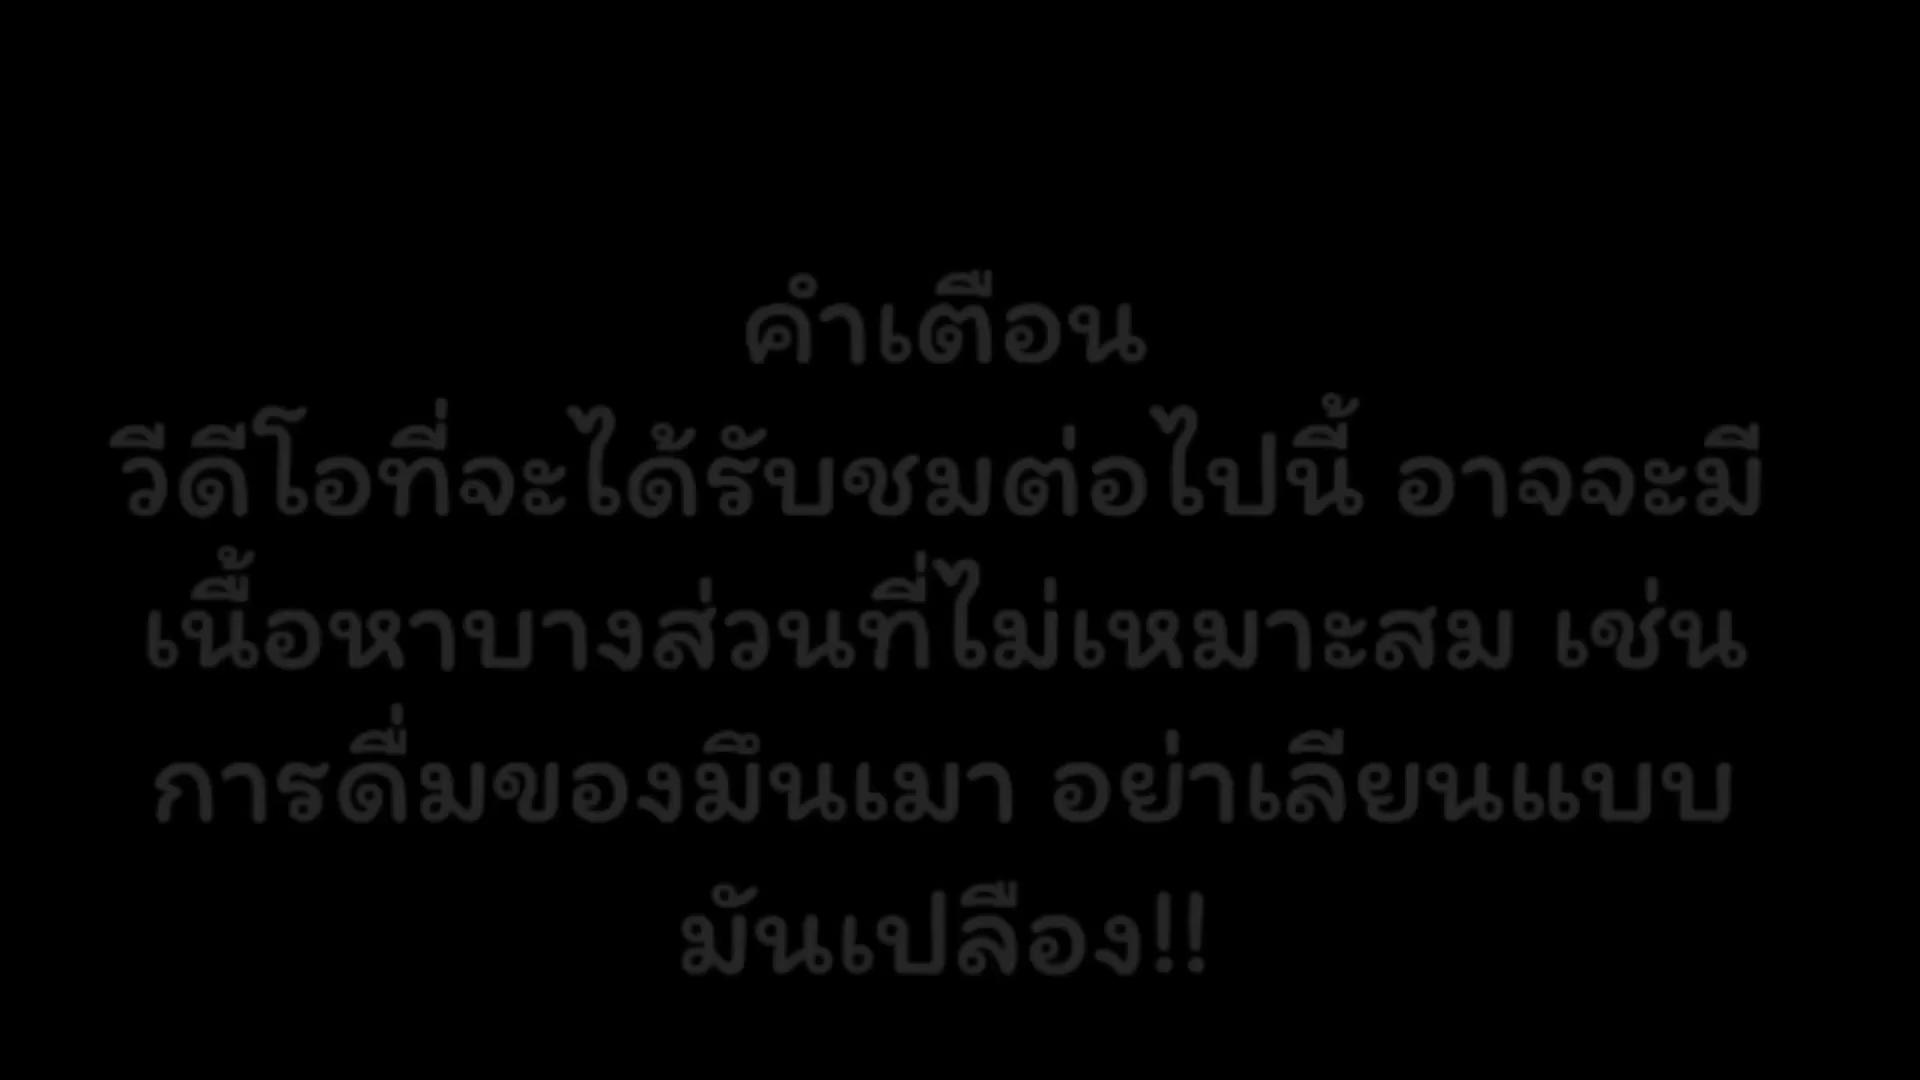 คำเตือน
วีดีโอที่จะได้รับชมต่อไปนี้ อาจจะมี
เนื้อหาบางส่วนที่ไม่เหมาะสม เช่น
การดื่มของมึนเมา อย่าเลียนแบบ
มันเปลือง!!